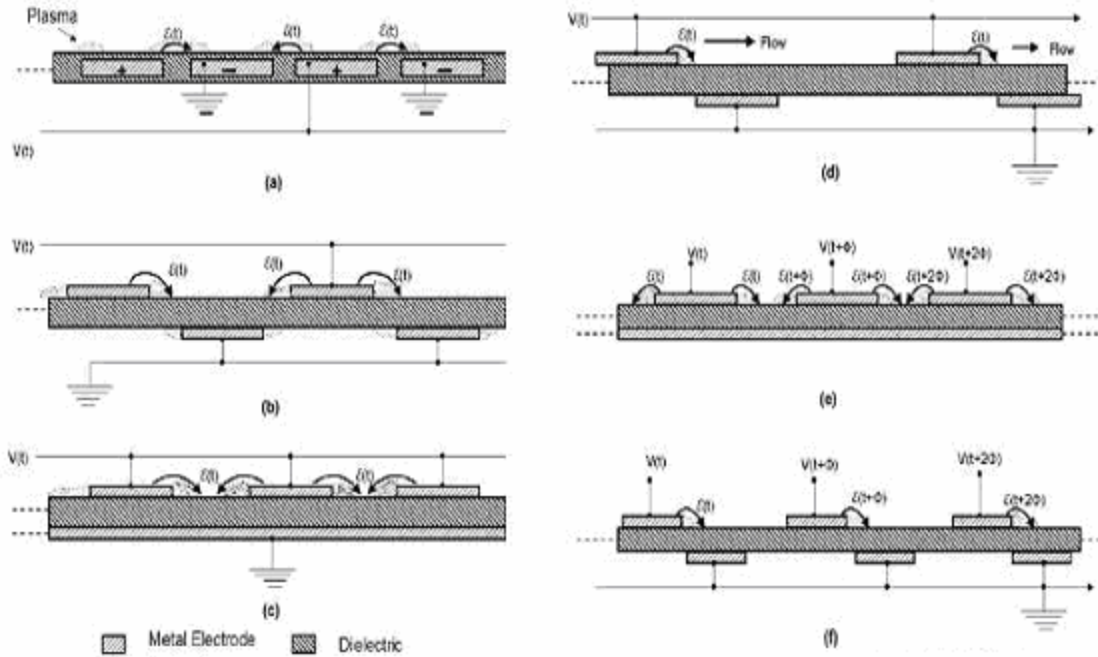 Plasma
ℰ(t) ℰ(t) ℰ(t)
+ − + −
V(t)
(a)
V(t)
ℰ(t) ℰ(t) ℰ(t)
(b)
V(t)
ℰ(t) ℰ(t)
(c)
Metal Electrode Dielectric
V(t)
ℰ(t) Flow ℰ(t) Flow
(d)
V(t) V(t+Φ) V(t+2Φ)
ℰ(t) ℰ(t) ℰ(t+Φ) ℰ(t+Φ) ℰ(t+2Φ) ℰ(t+2Φ)
(e)
V(t) V(t+Φ) V(t+2Φ)
ℰ(t) ℰ(t+Φ) ℰ(t+2Φ)
(f)